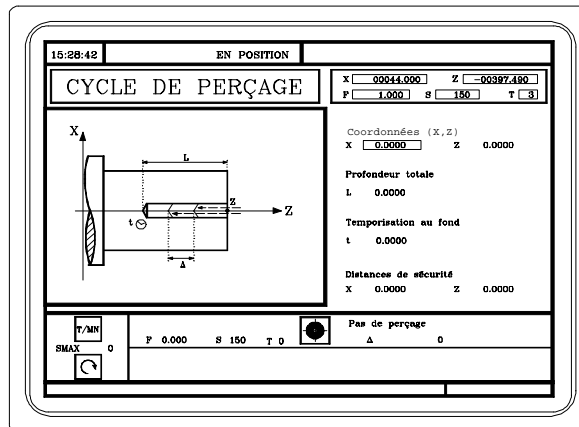 15:28:42 EN POSITION
CYCLE DE PERÇAGE
X 00044.000 Z -00397.490
F 1.000 S 150 T 3
X
L
Z
Z
t
Δ
Coordonnées (X,Z)
X 0.0000 Z 0.0000
Profondeur totale
L 0.0000
Temporisation au fond
t 0.0000
Distances de sécurité
X 0.0000 Z 0.0000
T/MN
SMAX 0
F 0.000 S 150 T 0
Pas de perçage
Δ 0